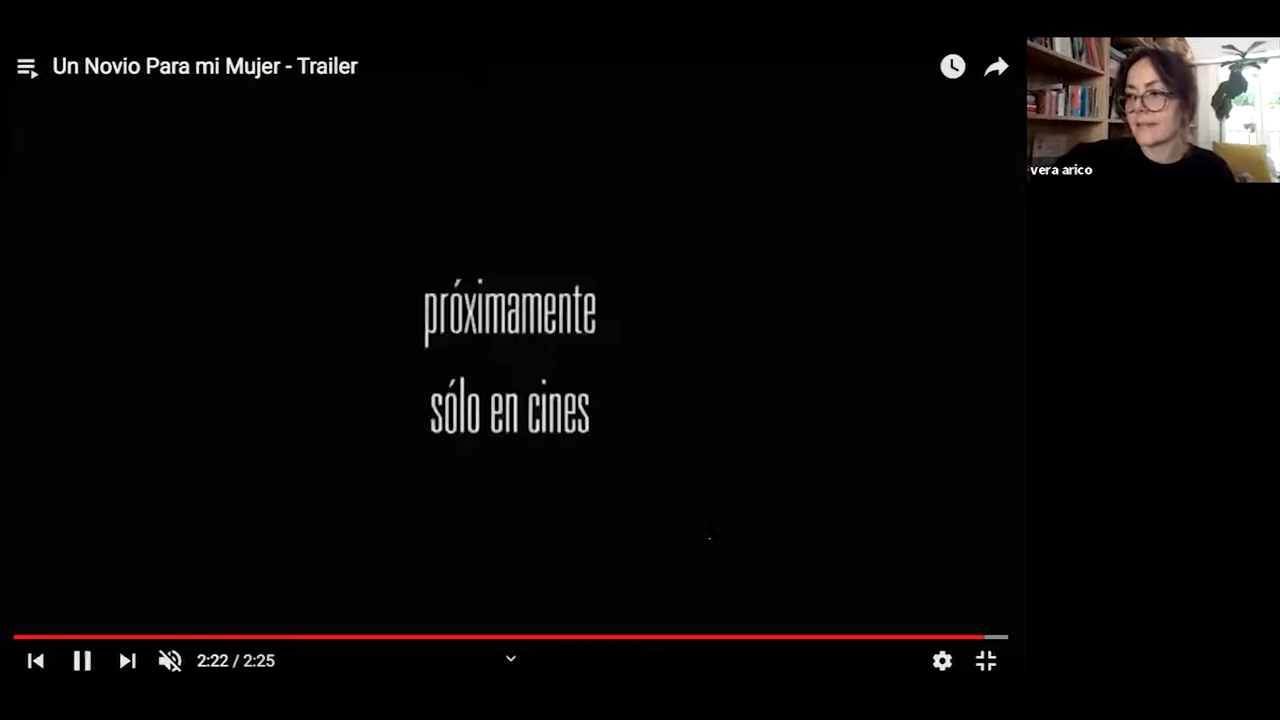 Un Novio Para mi Mujer - Trailer
vera arico
próximamente
sólo en cines
2:22 / 2:25